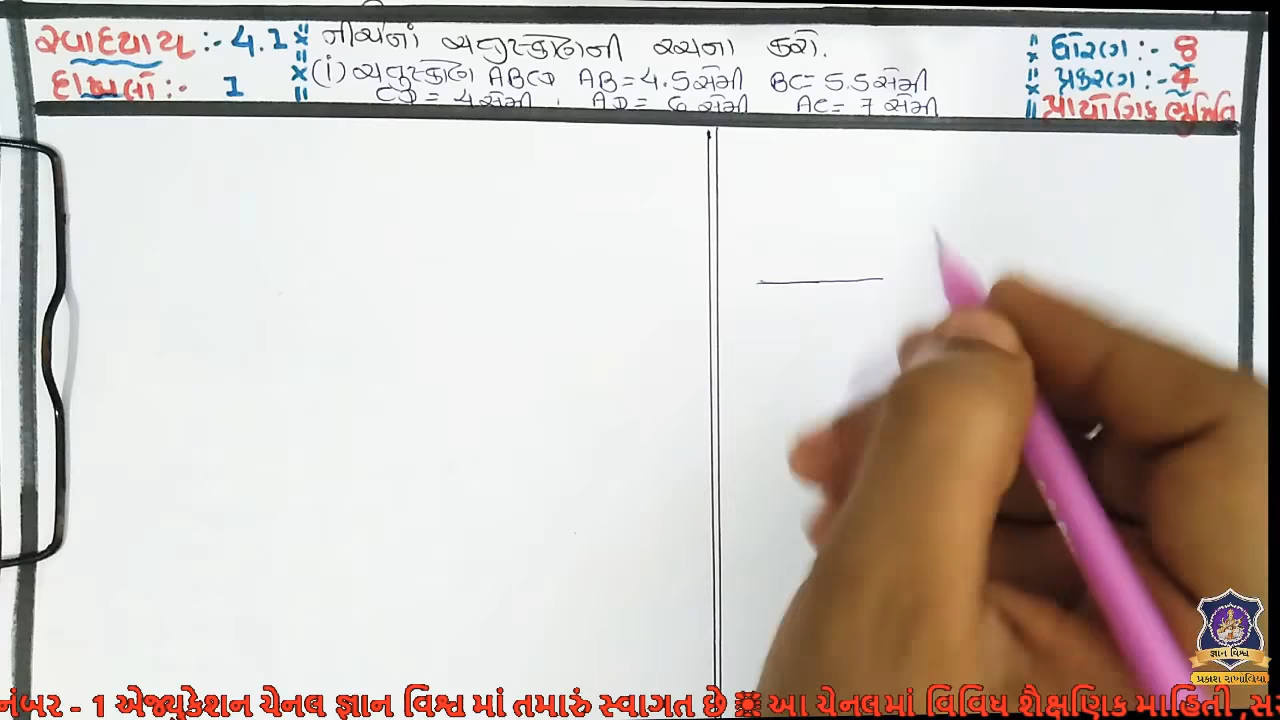 સ્વાધ્યાય :- 4.1
દાખલો :- 1
નીચેનાં ચતુષ્કોણની રચના કરો.
(i) ચતુષ્કોણ ABCD AB = 4.5 સેમી BC = 5.5 સેમી
CD = 4 સેમી , AD = 6 સેમી AC = 7 સેમી
ધોરણ :- 8
પ્રકરણ :- 4
પ્રાયોગિક ભૂમિતિ
જ્ઞાન વિશ્વ
પ્રકાશ રાખોલિયા
નંબર - 1 એજ્યુકેશન ચેનલ જ્ઞાન વિશ્વ માં તમારું સ્વાગત છે આ ચેનલમાં વિવિધ શૈક્ષણિક માહિતી ,સ